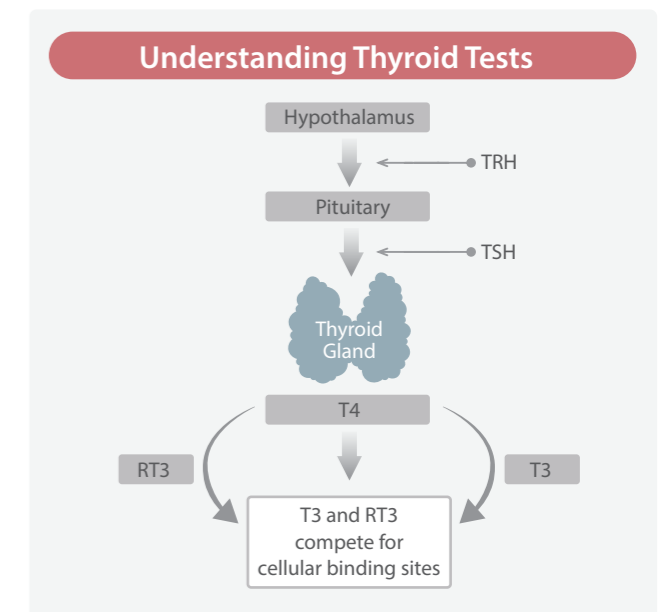 Understanding Thyroid Tests
Hypothalamus
TRH
Pituitary
TSH
Thyroid
Gland
T4
RT3
T3
T3 and RT3
compete for
cellular binding sites